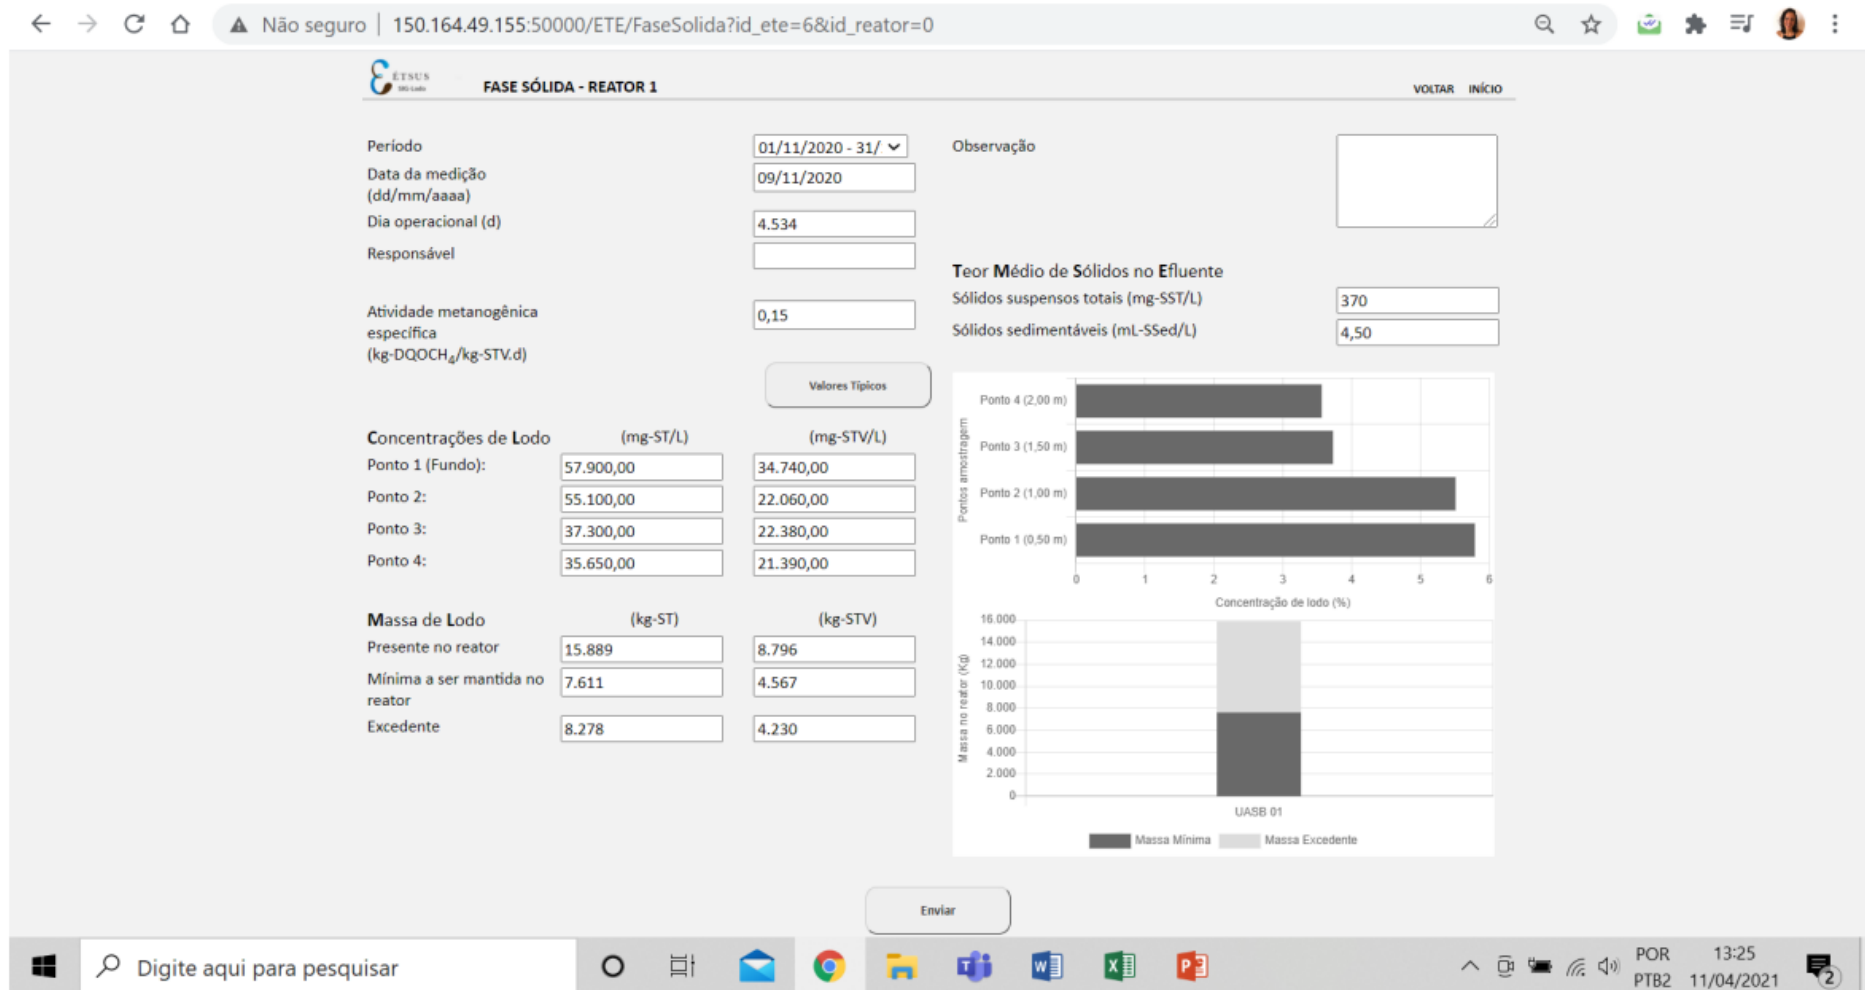 Não seguro | 150.164.49.155:50000/ETE/FaseSolida?id_ete=6&id_reator=0
ÉTSUS
SIG-Lodo
FASE SÓLIDA - REATOR 1
VOLTAR INÍCIO
Período
01/11/2020 - 31/
Data da medição
(dd/mm/aaaa)
09/11/2020
Dia operacional (d)
4.534
Responsável
Atividade metanogênica
específica
(kg-DQOCH₄/kg-STV.d)
0,15
Valores Típicos
Concentrações de Lodo (mg-ST/L) (mg-STV/L)
Ponto 1 (Fundo): 57.900,00 34.740,00
Ponto 2: 55.100,00 22.060,00
Ponto 3: 37.300,00 22.380,00
Ponto 4: 35.650,00 21.390,00
Massa de Lodo (kg-ST) (kg-STV)
Presente no reator 15.889 8.796
Mínima a ser mantida no
reator
7.611 4.567
Excedente 8.278 4.230
Observação
Teor Médio de Sólidos no Efluente
Sólidos suspensos totais (mg-SST/L) 370
Sólidos sedimentáveis (mL-SSed/L) 4,50
Pontos amostragem
Ponto 4 (2,00 m)
Ponto 3 (1,50 m)
Ponto 2 (1,00 m)
Ponto 1 (0,50 m)
0 1 2 3 4 5 6
Concentração de lodo (%)
Massa no reator (Kg)
16.000
14.000
12.000
10.000
8.000
6.000
4.000
2.000
0
UASB 01
Massa Mínima Massa Excedente
Enviar
Digite aqui para pesquisar
POR
PTB2
13:25
11/04/2021
2